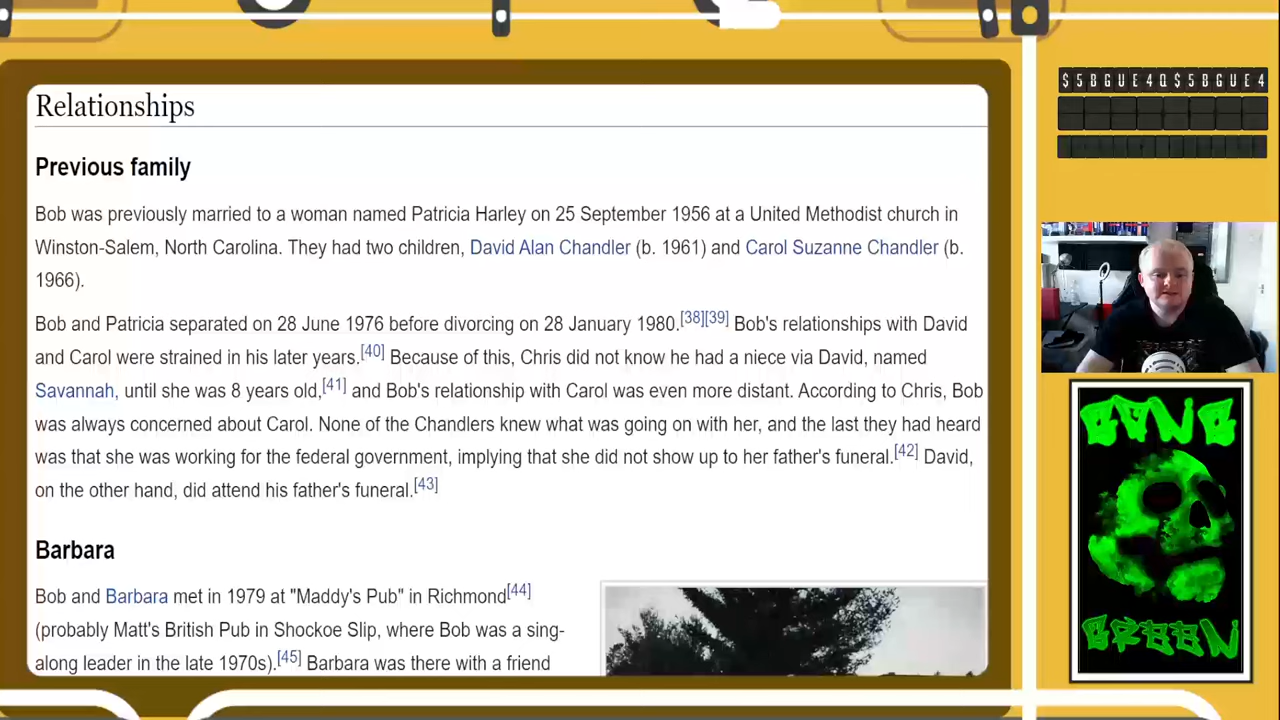 $5BGUE4Q$5BGUE4
Relationships
Previous family
Bob was previously married to a woman named Patricia Harley on 25 September 1956 at a United Methodist church in
Winston-Salem, North Carolina. They had two children, David Alan Chandler (b. 1961) and Carol Suzanne Chandler (b.
1966).
Bob and Patricia separated on 28 June 1976 before divorcing on 28 January 1980.[38][39] Bob's relationships with David
and Carol were strained in his later years.[40] Because of this, Chris did not know he had a niece via David, named
Savannah, until she was 8 years old,[41] and Bob's relationship with Carol was even more distant. According to Chris, Bob
was always concerned about Carol. None of the Chandlers knew what was going on with her, and the last they had heard
was that she was working for the federal government, implying that she did not show up to her father's funeral.[42] David,
on the other hand, did attend his father's funeral.[43]
Barbara
Bob and Barbara met in 1979 at "Maddy's Pub" in Richmond[44]
(probably Matt's British Pub in Shockoe Slip, where Bob was a sing-
along leader in the late 1970s).[45] Barbara was there with a friend
GREEN